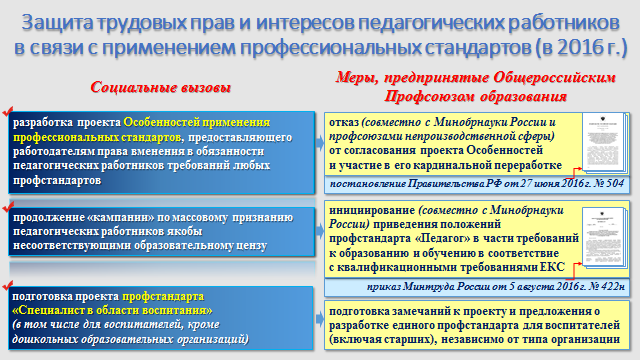 Защита трудовых прав и интересов педагогических работников
в связи с применением профессиональных стандартов (в 2016 г.)
Социальные вызовы
Меры, предпринятые Общероссийским
Профсоюзом образования
разработка проекта Особенностей применения
профессиональных стандартов, предоставляющего
работодателям права вменения в обязанности
педагогических работников требований любых
профстандартов
отказ (совместно с Минобрнауки России и
профсоюзами непроизводственной сферы)
от согласования проекта Особенностей
и участие в его кардинальной переработке
постановление Правительства РФ от 27 июня 2016г. № 504
продолжение «кампании» по массовому признанию
педагогических работников якобы
несоответствующими образовательному цензу
инициирование (совместно с Минобрнауки
России) приведения положений
профстандарта «Педагог» в части требований
к образованию и обучению в соответствие
с квалификационными требованиями ЕКС
приказ Минтруда России от 5 августа 2016г. № 422н
подготовка проекта профстандарта
«Специалист в области воспитания»
(в том числе для воспитателей, кроме
дошкольных образовательных организаций)
подготовка замечаний к проекту и предложения о
разработке единого профстандарта для воспитателей
(включая старших), независимо от типа организации